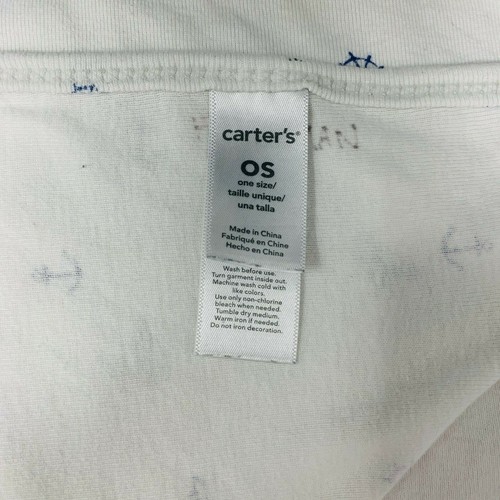 carter's®
OS
one size/
taille unique/
una talla
Made in China
Fabriqué en Chine
Hecho en China
Wash before use.
Turn garment inside out.
Machine wash cold with
like colors.
Use only non-chlorine
bleach when needed.
Tumble dry medium.
Warm iron if needed.
Do not iron decoration.